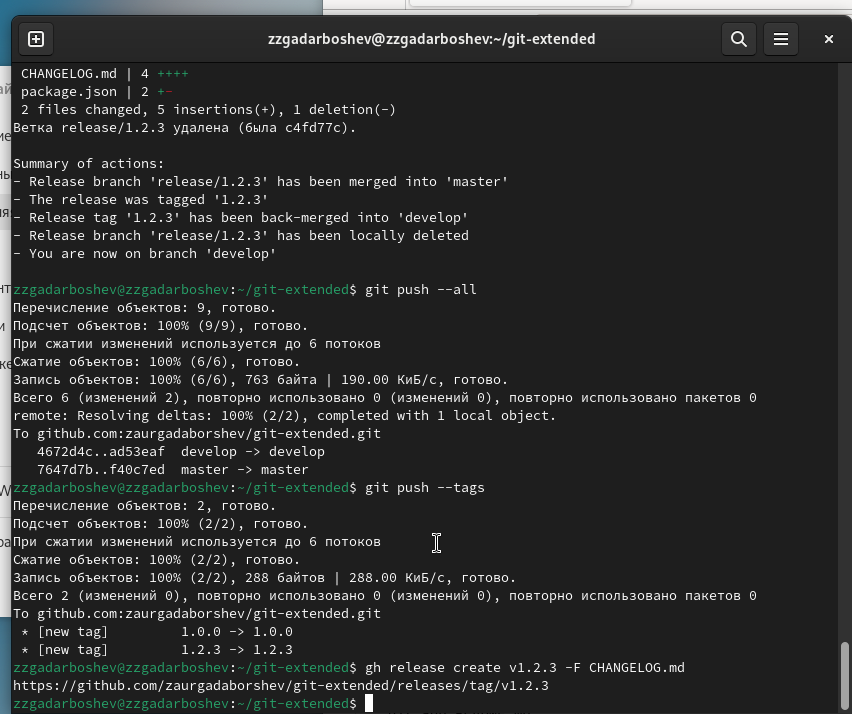 zzgadarboshev@zzgadarboshev:~/git-extended
CHANGELOG.md | 4 ++++
package.json | 2 +-
2 files changed, 5 insertions(+), 1 deletion(-)
Ветка release/1.2.3 удалена (была c4fd77c).
Summary of actions:
- Release branch 'release/1.2.3' has been merged into 'master'
- The release was tagged '1.2.3'
- Release tag '1.2.3' has been back-merged into 'develop'
- Release branch 'release/1.2.3' has been locally deleted
- You are now on branch 'develop'
zzgadarboshev@zzgadarboshev:~/git-extended$ git push --all
Перечисление объектов: 9, готово.
Подсчет объектов: 100% (9/9), готово.
При сжатии изменений используется до 6 потоков
Сжатие объектов: 100% (6/6), готово.
Запись объектов: 100% (6/6), 763 байта | 190.00 КиБ/с, готово.
Всего 6 (изменений 2), повторно использовано 0 (изменений 0), повторно использовано пакетов 0
remote: Resolving deltas: 100% (2/2), completed with 1 local object.
To github.com:zaurgadaborshev/git-extended.git
4672d4c..ad53eaf develop -> develop
7647d7b..f40c7ed master -> master
zzgadarboshev@zzgadarboshev:~/git-extended$ git push --tags
Перечисление объектов: 2, готово.
Подсчет объектов: 100% (2/2), готово.
При сжатии изменений используется до 6 потоков
Сжатие объектов: 100% (2/2), готово.
Запись объектов: 100% (2/2), 288 байтов | 288.00 КиБ/с, готово.
Всего 2 (изменений 0), повторно использовано 0 (изменений 0), повторно использовано пакетов 0
To github.com:zaurgadaborshev/git-extended.git
* [new tag] 1.0.0 -> 1.0.0
* [new tag] 1.2.3 -> 1.2.3
zzgadarboshev@zzgadarboshev:~/git-extended$ gh release create v1.2.3 -F CHANGELOG.md
https://github.com/zaurgadaborshev/git-extended/releases/tag/v1.2.3
zzgadarboshev@zzgadarboshev:~/git-extended$